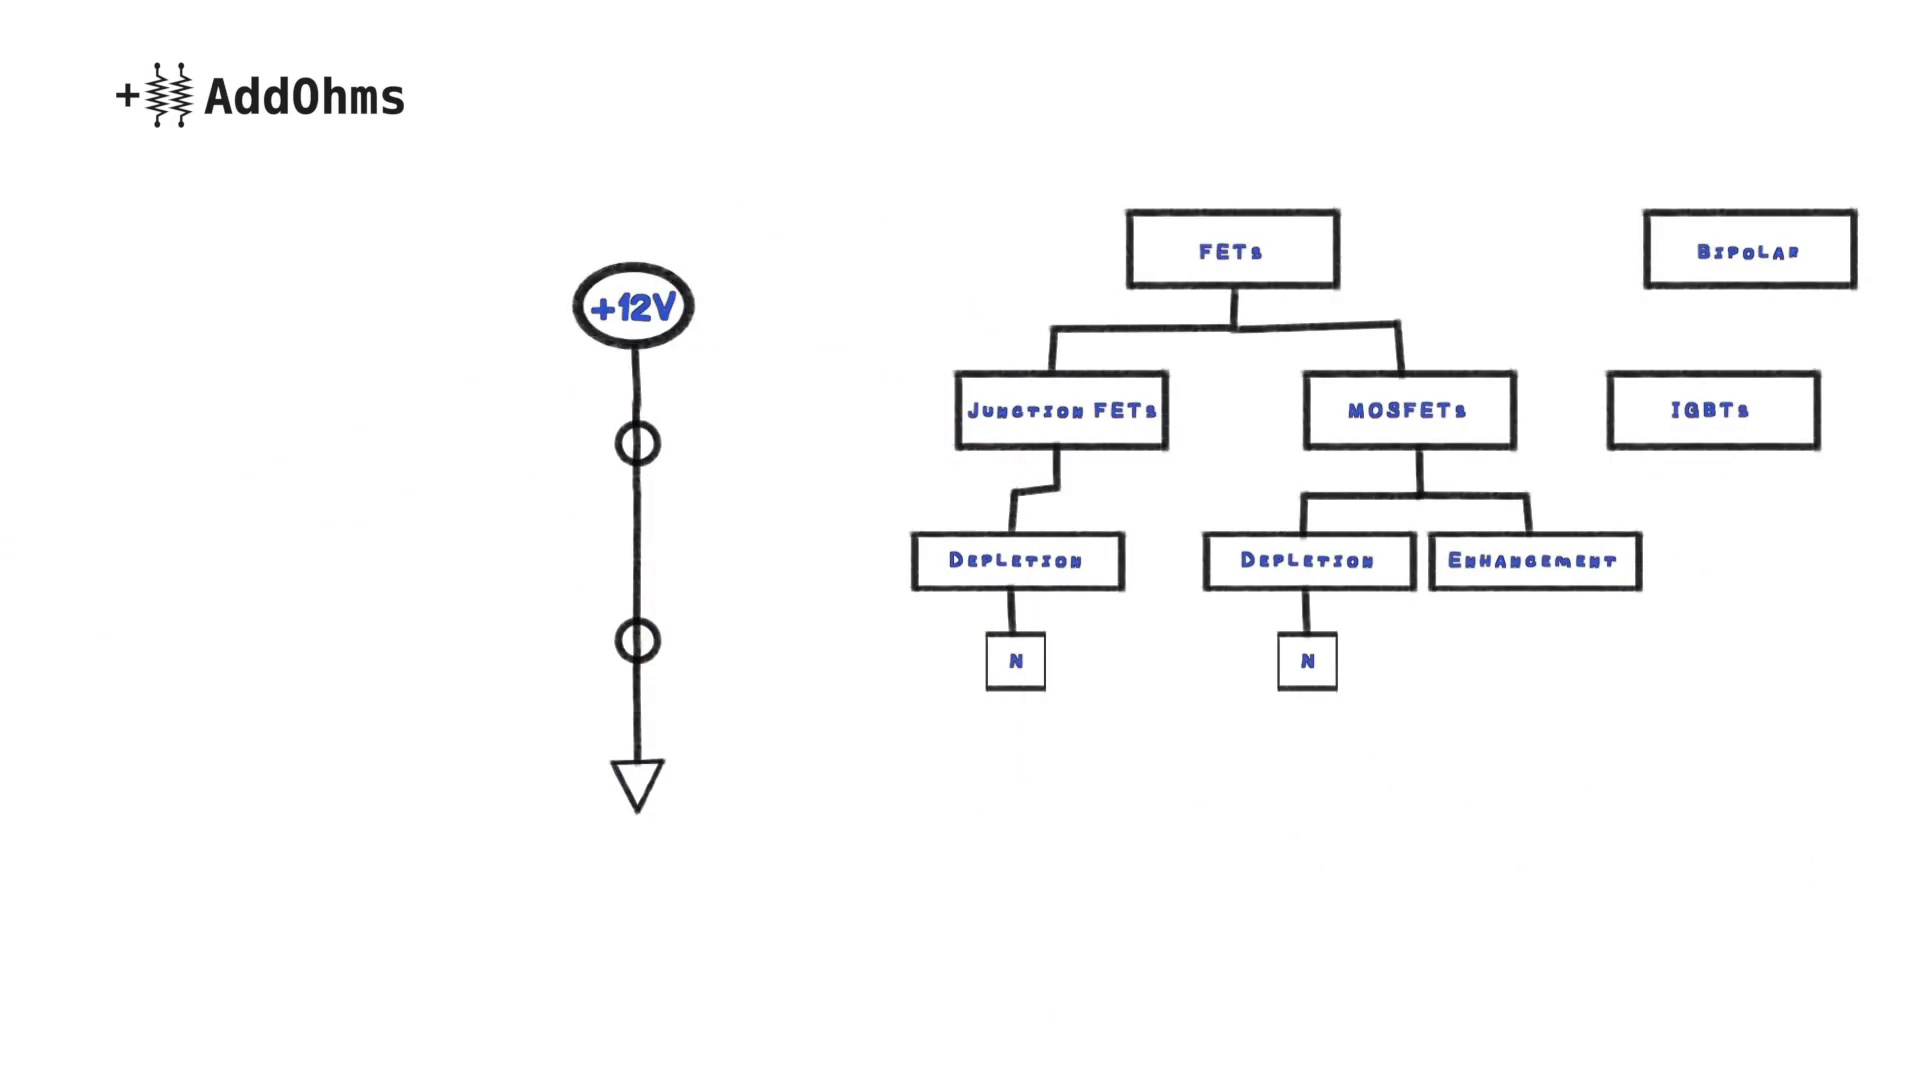 + AddOhms
FETs
Bipolar
+12V
Junction FETs
MOSFETs
IGBTs
Depletion
Depletion
Enhancement
N
N